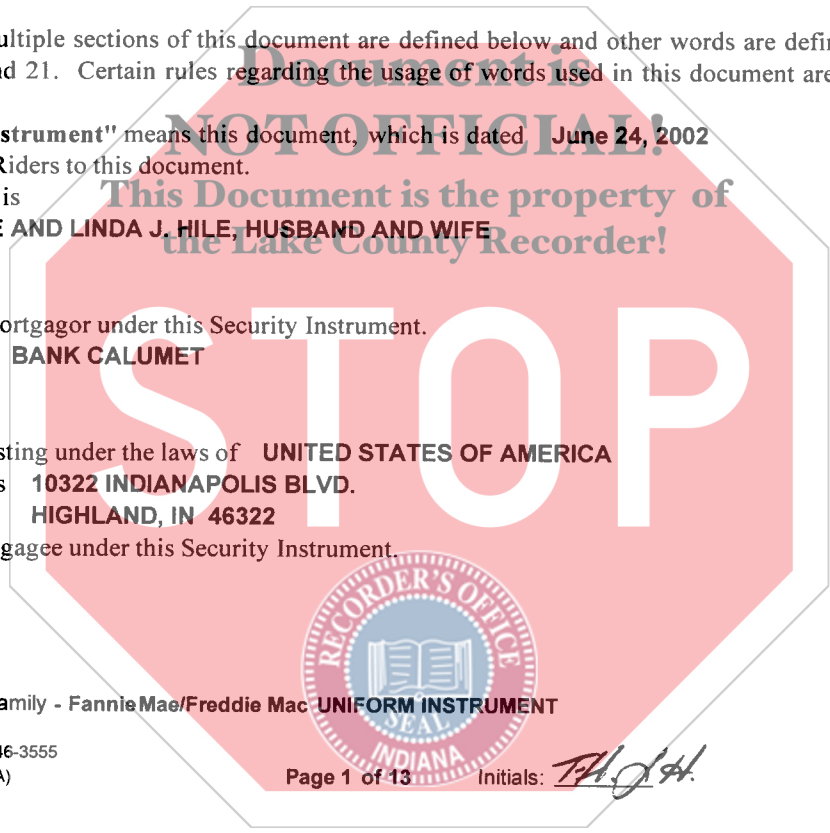 ultiple sections of this document are defined below and other words are defi
d 21. Certain rules regarding the usage of words used in this document are
Document is
strument" means this document, which is dated June 24, 2002
NOT OFFICIAL!
Riders to this document.
is
This Document is the property of
E AND LINDA J. HILE, HUSBAND AND WIFE
the Lake County Recorder!
ortgagor under this Security Instrument.
BANK CALUMET
STOP
sting under the laws of UNITED STATES OF AMERICA
s 10322 INDIANAPOLIS BLVD.
HIGHLAND, IN 46322
gagee under this Security Instrument.
RECORDER'S OFFICE
SEAL
INDIANA
amily - Fannie Mae/Freddie Mac UNIFORM INSTRUMENT
46-3555
A)
Page 1 of 13 Initials: T.H. J H.